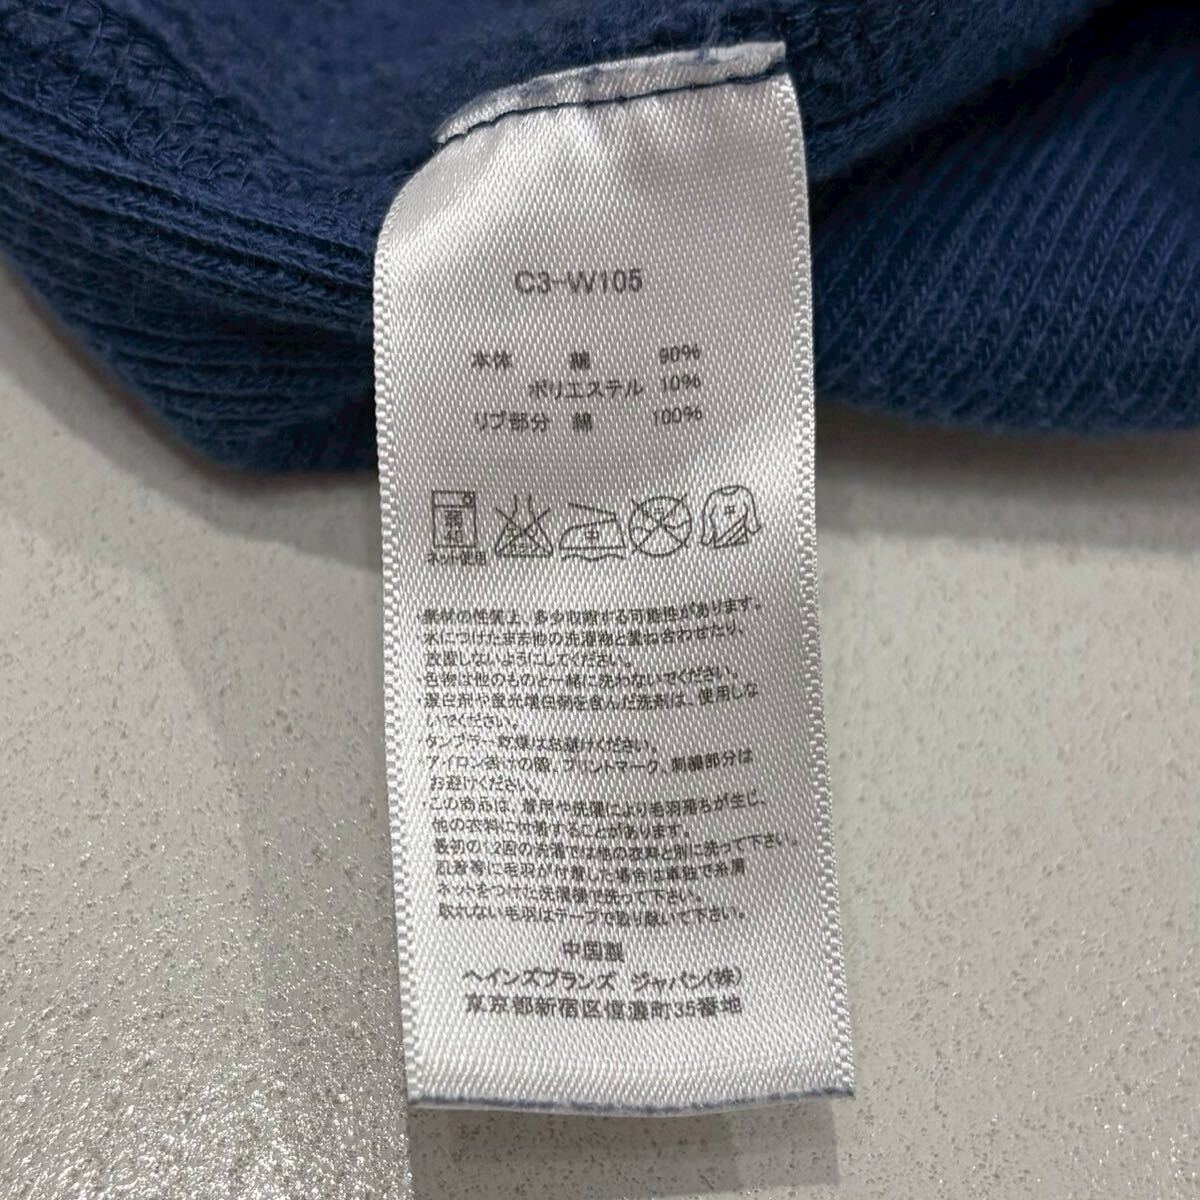 C3-W105
本体 綿 90%
ポリエステル 10%
リブ部分 綿 100%
弱
40
ネット使用
素材の性質上、多少収縮する可能性があります。
水につけたまま他の洗濯物と重ね合わせたり、
放置しないようにしてください。
色物は他のものと一緒に洗わないでください。
・漂白剤や蛍光増白剤を含んだ洗剤は、使用しな
いでください。
タンブラー乾燥はお避けください。
アイロン掛けの際、プリントマーク、刺繍部分は
お避けください。
・この商品は、着用や洗濯により毛羽落ちが生じ、
他の衣料に付着することがあります。
最初の1.2回の洗濯では他の衣料と別に洗って下さい。
肌着等に毛羽が付着した場合は単独で糸屑
ネットをつけた洗濯機で洗って下さい。
取れない毛羽はテープで取り除いて下さい。
中国製
ヘインズブランズ ジャパン(株)
東京都新宿区信濃町35番地